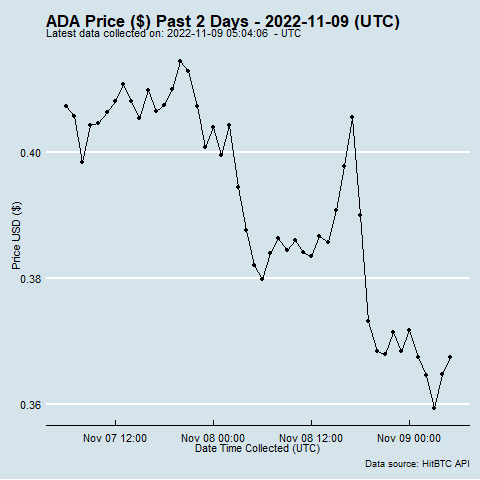 ADA Price ($) Past 2 Days - 2022-11-09 (UTC)
Latest data collected on: 2022-11-09 05:04:06 - UTC
Price USD ($)
0.40
0.38
0.36
Nov 07 12:00
Nov 08 00:00
Nov 08 12:00
Nov 09 00:00
Date Time Collected (UTC)
Data source: HitBTC API